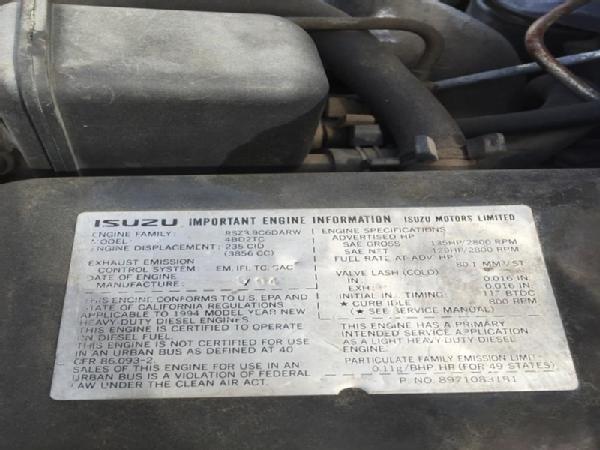 ISUZU IMPORTANT ENGINE INFORMATION ISUZU MOTORS LIMITED
ENGINE FAMILY: RSZ3.9C6DARW
MODEL: 4BD2TC
ENGINE DISPLACEMENT: 235 CID
(3856 CC)
EXHAUST EMISSION
CONTROL SYSTEM EM, IFI, TC, CAC
DATE OF ENGINE
MANUFACTURE:
THIS ENGINE CONFORMS TO U.S. EPA AND
STATE OF CALIFORNIA REGULATIONS
APPLICABLE TO 1994 MODEL YEAR NEW
HEAVY DUTY DIESEL ENGINES.
THIS ENGINE IS CERTIFIED TO OPERATE
ON DIESEL FUEL.
THIS ENGINE IS NOT CERTIFIED FOR USE
IN AN URBAN BUS AS DEFINED AT 40
CFR 86.093-2.
SALES OF THIS ENGINE FOR USE IN AN
URBAN BUS IS A VIOLATION OF FEDERAL
LAW UNDER THE CLEAN AIR ACT.
ENGINE SPECIFICATIONS
ADVERTISED HP
SAE GROSS 135HP/2800 RPM
SAE NET 129HP/2800 RPM
FUEL RATE AT ADV. HP
80.1 MM³/ST
VALVE LASH (COLD)
IN. 0.016 IN
EXH. 0.016 IN
INITIAL IN. TIMING: 11° BTDC
★ CURB IDLE 800 RPM
(★ SEE SERVICE MANUAL)
THIS ENGINE HAS A PRIMARY
INTENDED SERVICE APPLICATION
AS A LIGHT HEAVY-DUTY DIESEL
ENGINE.
PARTICULATE FAMILY EMISSION LIMIT
0.11g/BHP HR (FOR 49 STATES)
P. NO. 8971083181